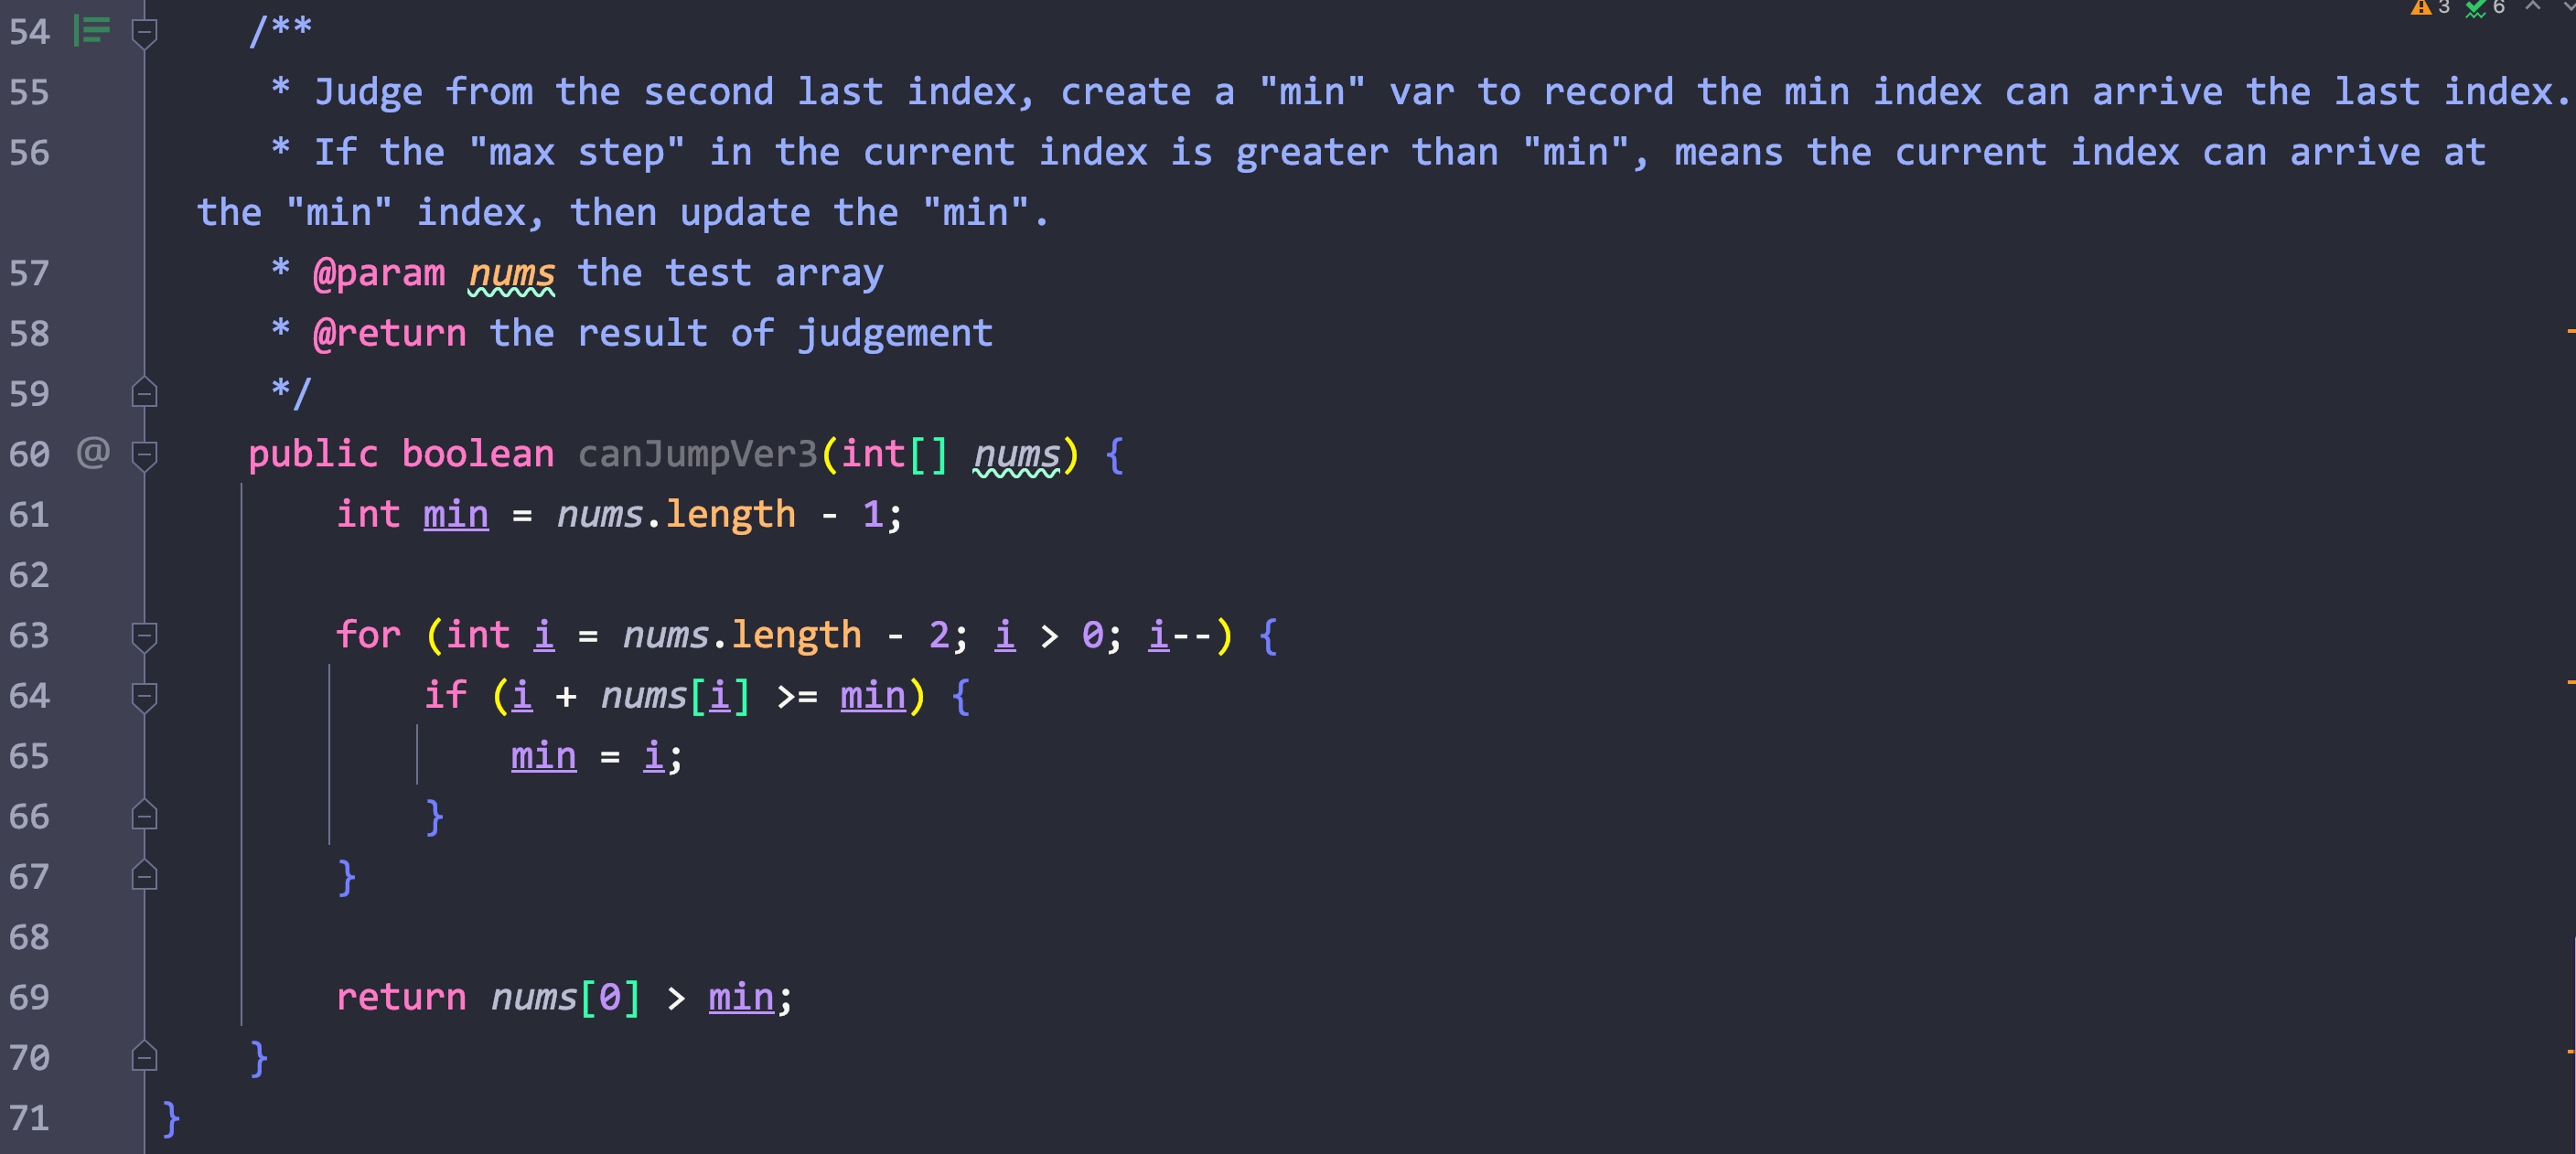 3 6
54 /**
55 * Judge from the second last index, create a "min" var to record the min index can arrive the last index.
56 * If the "max step" in the current index is greater than "min", means the current index can arrive at
the "min" index, then update the "min".
57 * @param nums the test array
58 * @return the result of judgement
59 */
60 @ public boolean canJumpVer3(int[] nums) {
61 int min = nums.length - 1;
62
63 for (int i = nums.length - 2; i > 0; i--) {
64 if (i + nums[i] >= min) {
65 min = i;
66 }
67 }
68
69 return nums[0] > min;
70 }
71 }